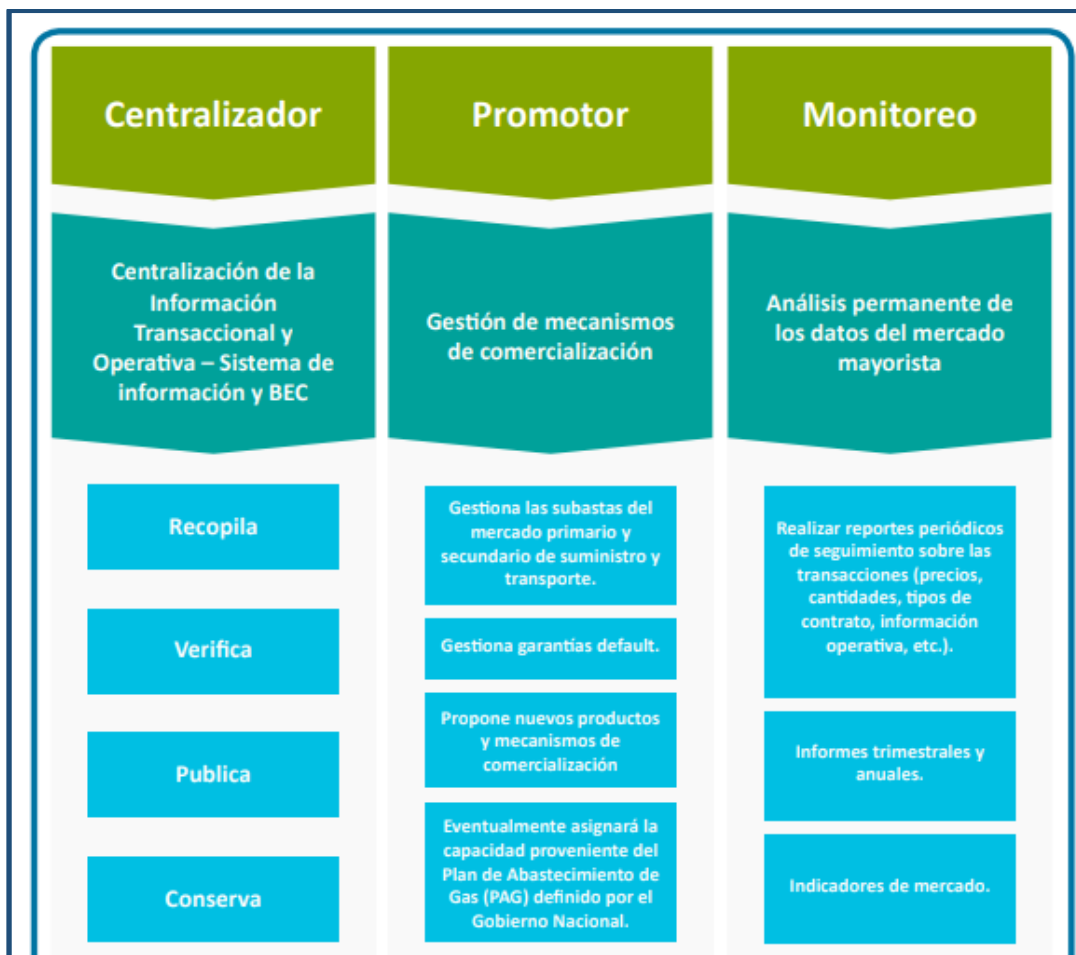 Centralizador
Centralización de la
Información
Transaccional y
Operativa – Sistema de
información y BEC
Recopila
Verifica
Publica
Conserva
Promotor
Gestión de mecanismos
de comercialización
Gestiona las subastas del
mercado primario y
secundario de suministro y
transporte.
Gestiona garantías default.
Propone nuevos productos
y mecanismos de
comercialización
Eventualmente asignará la
capacidad proveniente del
Plan de Abastecimiento de
Gas (PAG) definido por el
Gobierno Nacional.
Monitoreo
Análisis permanente de
los datos del mercado
mayorista
Realizar reportes periódicos
de seguimiento sobre las
transacciones (precios,
cantidades, tipos de
contrato, información
operativa, etc.).
Informes trimestrales y
anuales.
Indicadores de mercado.